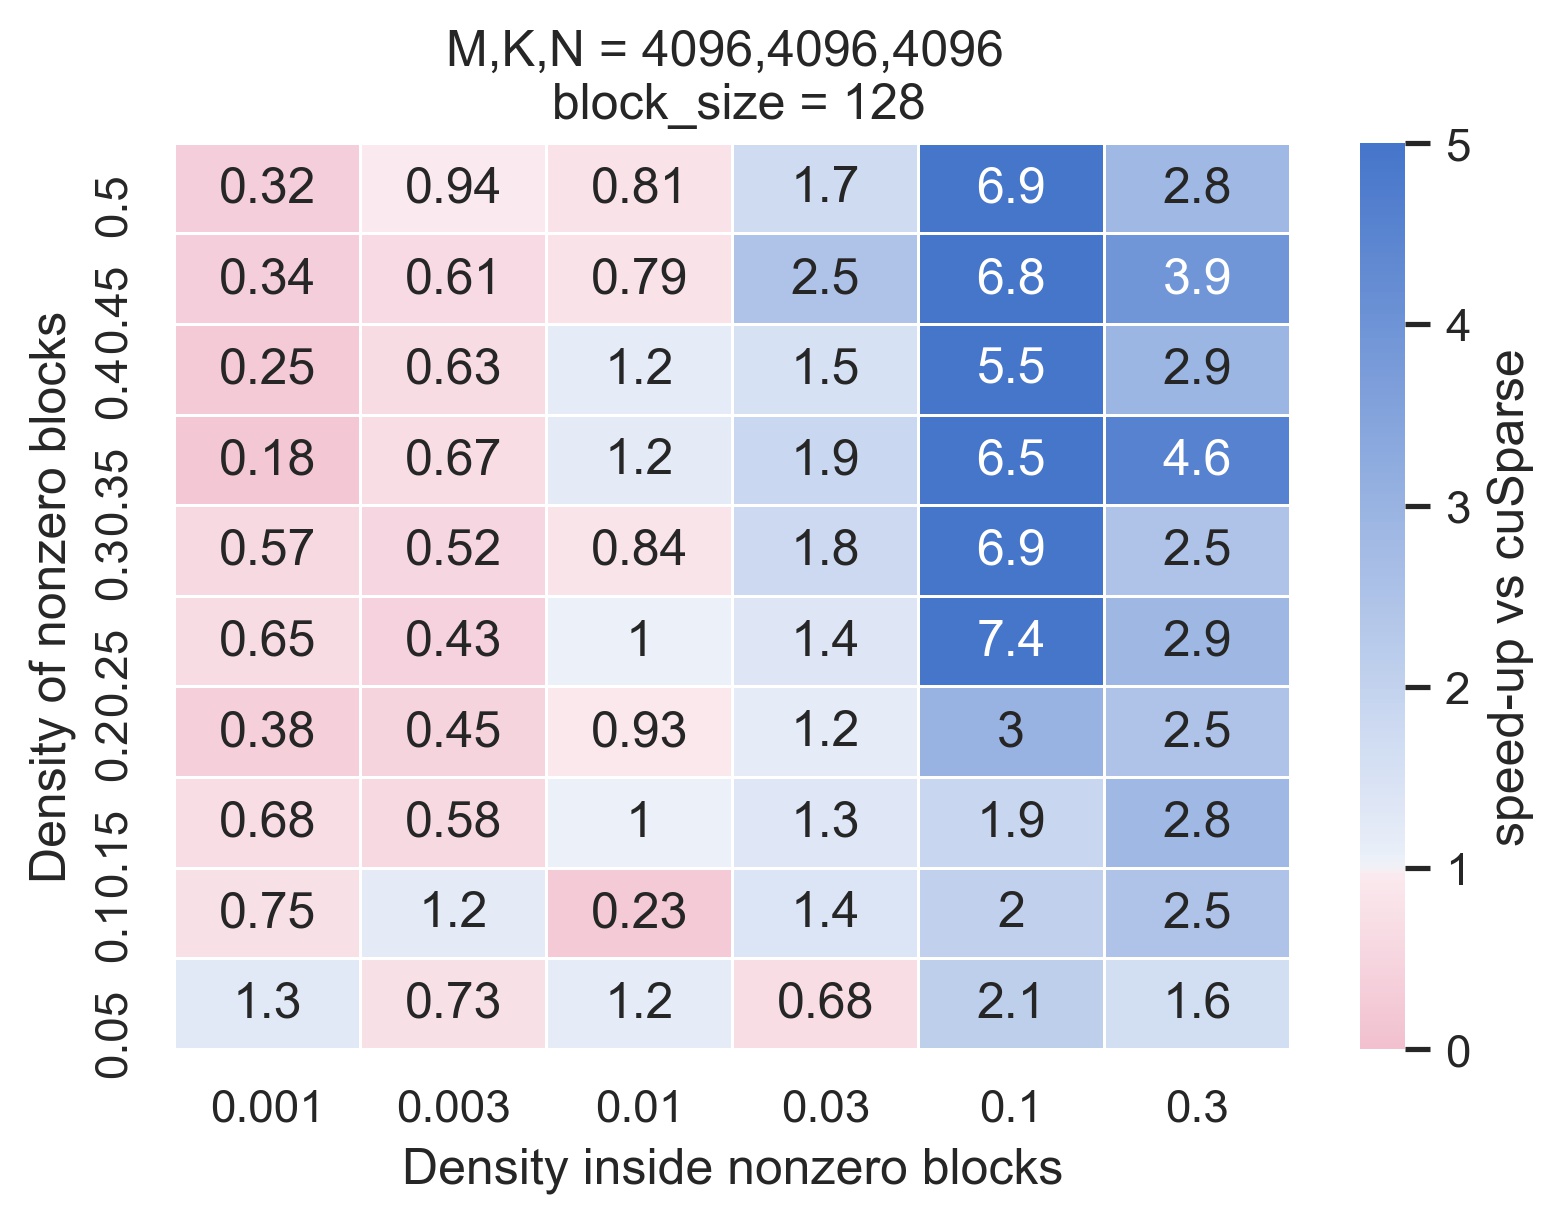 M,K,N = 4096,4096,4096
block_size = 128
Density of nonzero blocks
0.5 0.32 0.94 0.81 1.7 6.9 2.8
0.45 0.34 0.61 0.79 2.5 6.8 3.9
0.4 0.25 0.63 1.2 1.5 5.5 2.9
0.35 0.18 0.67 1.2 1.9 6.5 4.6
0.30 0.57 0.52 0.84 1.8 6.9 2.5
0.25 0.65 0.43 1 1.4 7.4 2.9
0.20 0.38 0.45 0.93 1.2 3 2.5
0.15 0.68 0.58 1 1.3 1.9 2.8
0.10 0.75 1.2 0.23 1.4 2 2.5
0.05 1.3 0.73 1.2 0.68 2.1 1.6
0.001 0.003 0.01 0.03 0.1 0.3
Density inside nonzero blocks
5
4
3
2
1
0
speed-up vs cuSparse